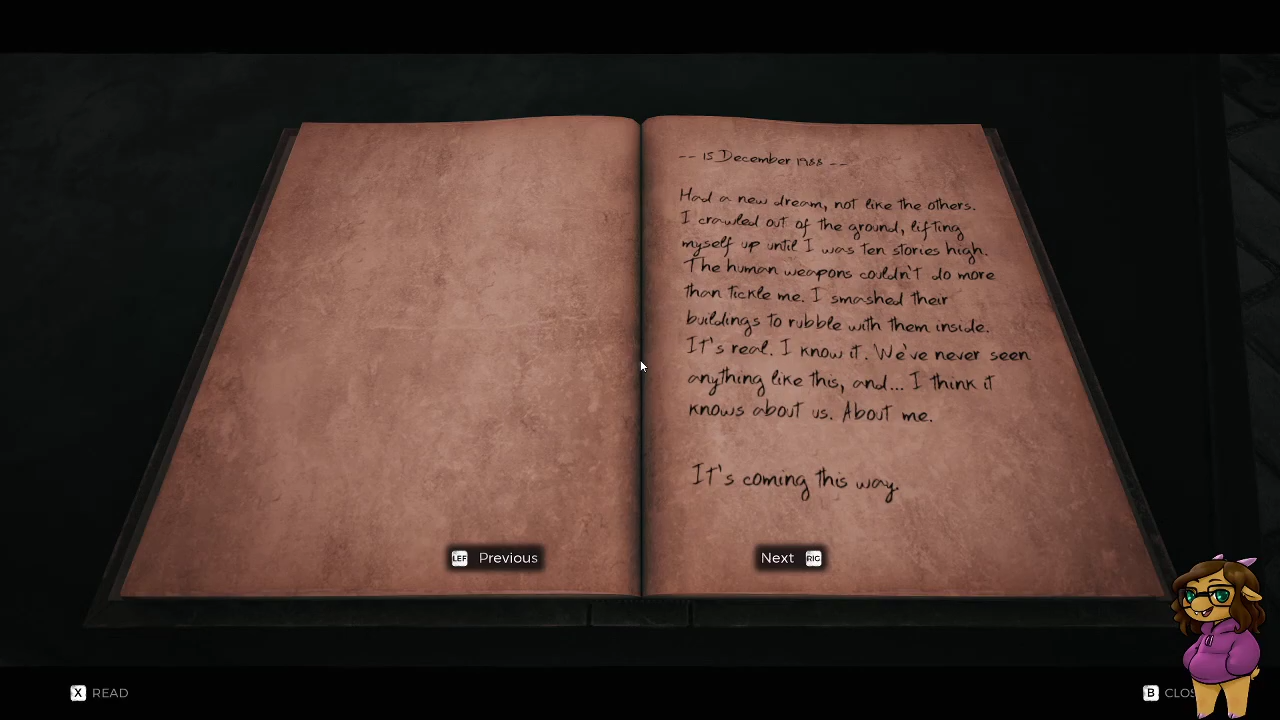 -- 15 December 1988 --
Had a new dream, not like the others.
I crawled out of the ground, lifting
myself up until I was ten stories high.
The human weapons couldn't do more
than tickle me. I smashed their
buildings to rubble with them inside.
It's real. I know it. We've never seen
anything like this, and... I think it
knows about us. About me.
It's coming this way.
LEF Previous
Next RIG
X READ
B CLOS